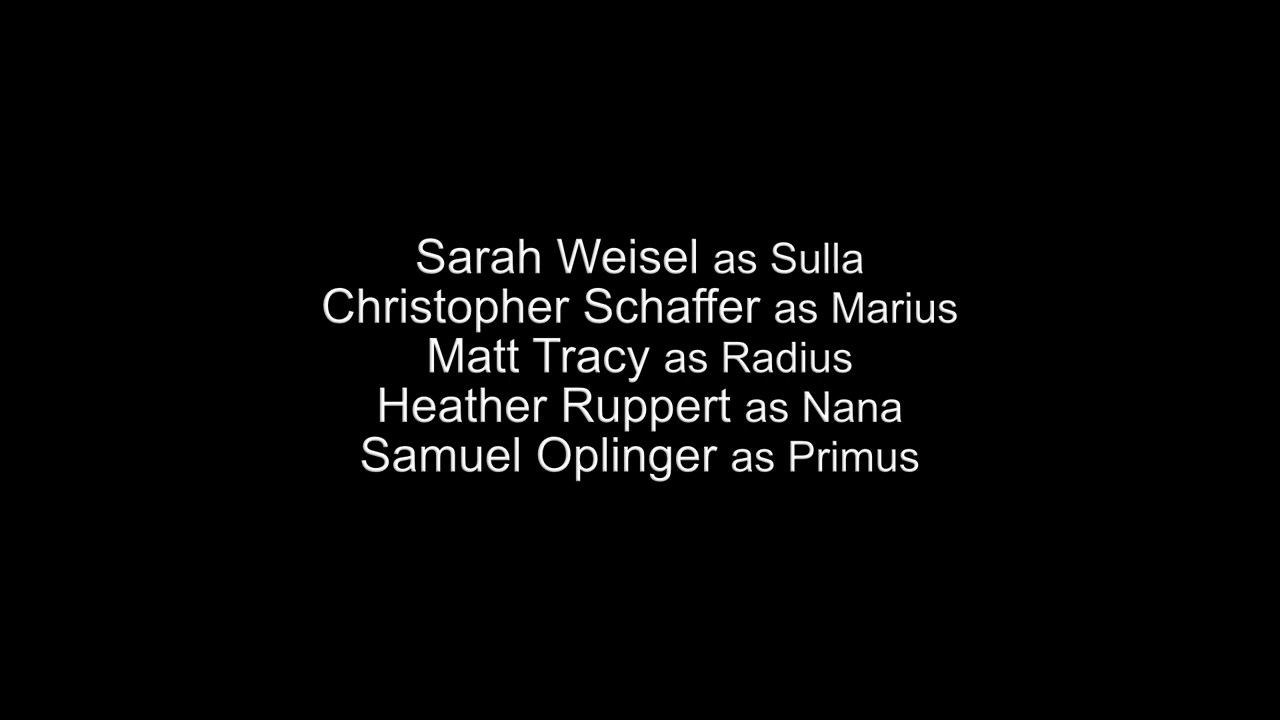 Sarah Weisel as Sulla
Christopher Schaffer as Marius
Matt Tracy as Radius
Heather Ruppert as Nana
Samuel Oplinger as Primus